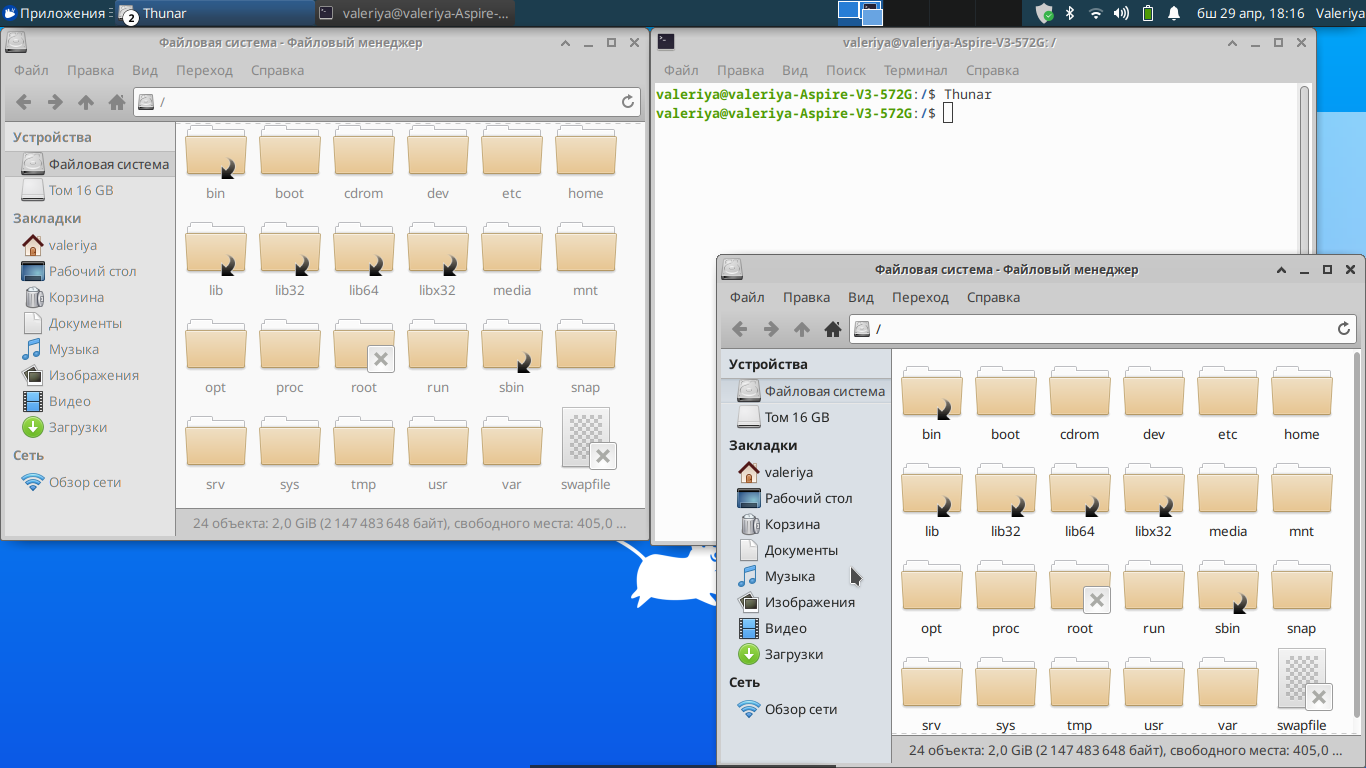 Приложения
2
Thunar
valeriya@valeriya-Aspire-...
бш 29 апр, 18:16
Valeriya
Файловая система - Файловый менеджер
Файл Правка Вид Переход Справка
/
Устройства
Файловая система
Том 16 GB
Закладки
valeriya
Рабочий стол
Корзина
Документы
Музыка
Изображения
Видео
Загрузки
Сеть
Обзор сети
bin boot cdrom dev etc home
lib lib32 lib64 libx32 media mnt
opt proc root run sbin snap
srv sys tmp usr var swapfile
24 объекта: 2,0 GiB (2 147 483 648 байт), свободного места: 405,0 ...
valeriya@valeriya-Aspire-V3-572G: /
Файл Правка Вид Поиск Терминал Справка
valeriya@valeriya-Aspire-V3-572G:/$ Thunar
valeriya@valeriya-Aspire-V3-572G:/$
Файловая система - Файловый менеджер
Файл Правка Вид Переход Справка
/
Устройства
Файловая система
Том 16 GB
Закладки
valeriya
Рабочий стол
Корзина
Документы
Музыка
Изображения
Видео
Загрузки
Сеть
Обзор сети
bin boot cdrom dev etc home
lib lib32 lib64 libx32 media mnt
opt proc root run sbin snap
srv sys tmp usr var swapfile
24 объекта: 2,0 GiB (2 147 483 648 байт), свободного места: 405,0 ...